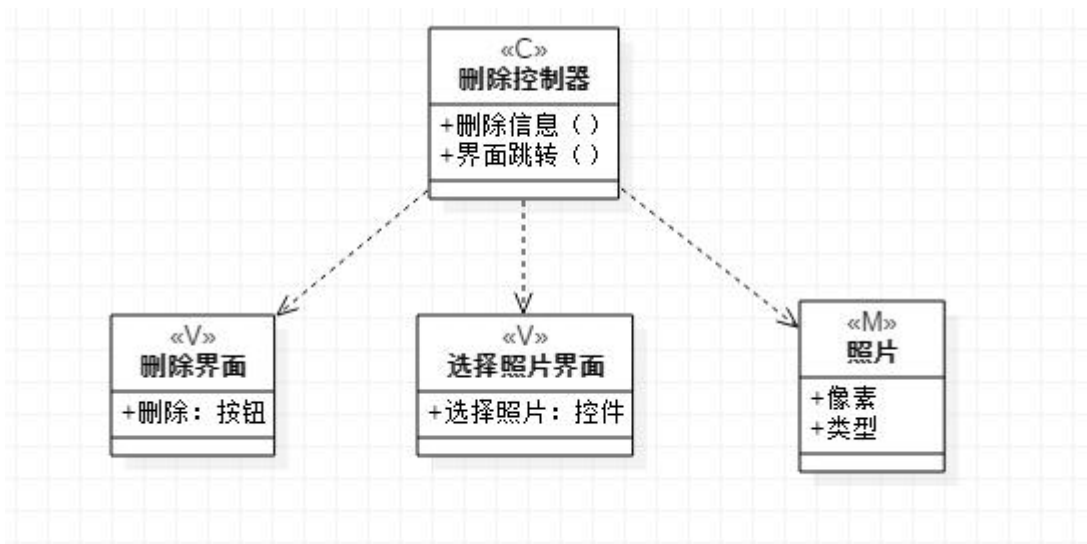 «C»
删除控制器
+删除信息（）
+界面跳转（）
«V»
删除界面
+删除：按钮
«V»
选择照片界面
+选择照片：控件
«M»
照片
+像素
+类型